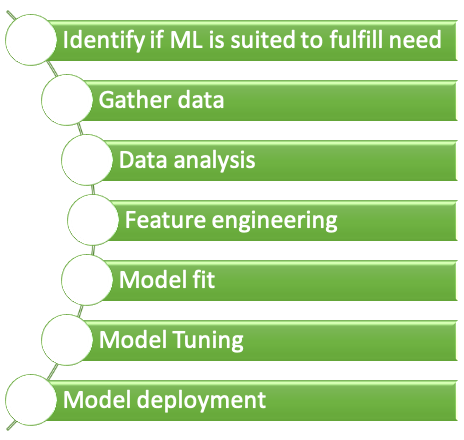 Identify if ML is suited to fulfill need
Gather data
Data analysis
Feature engineering
Model fit
Model Tuning
Model deployment